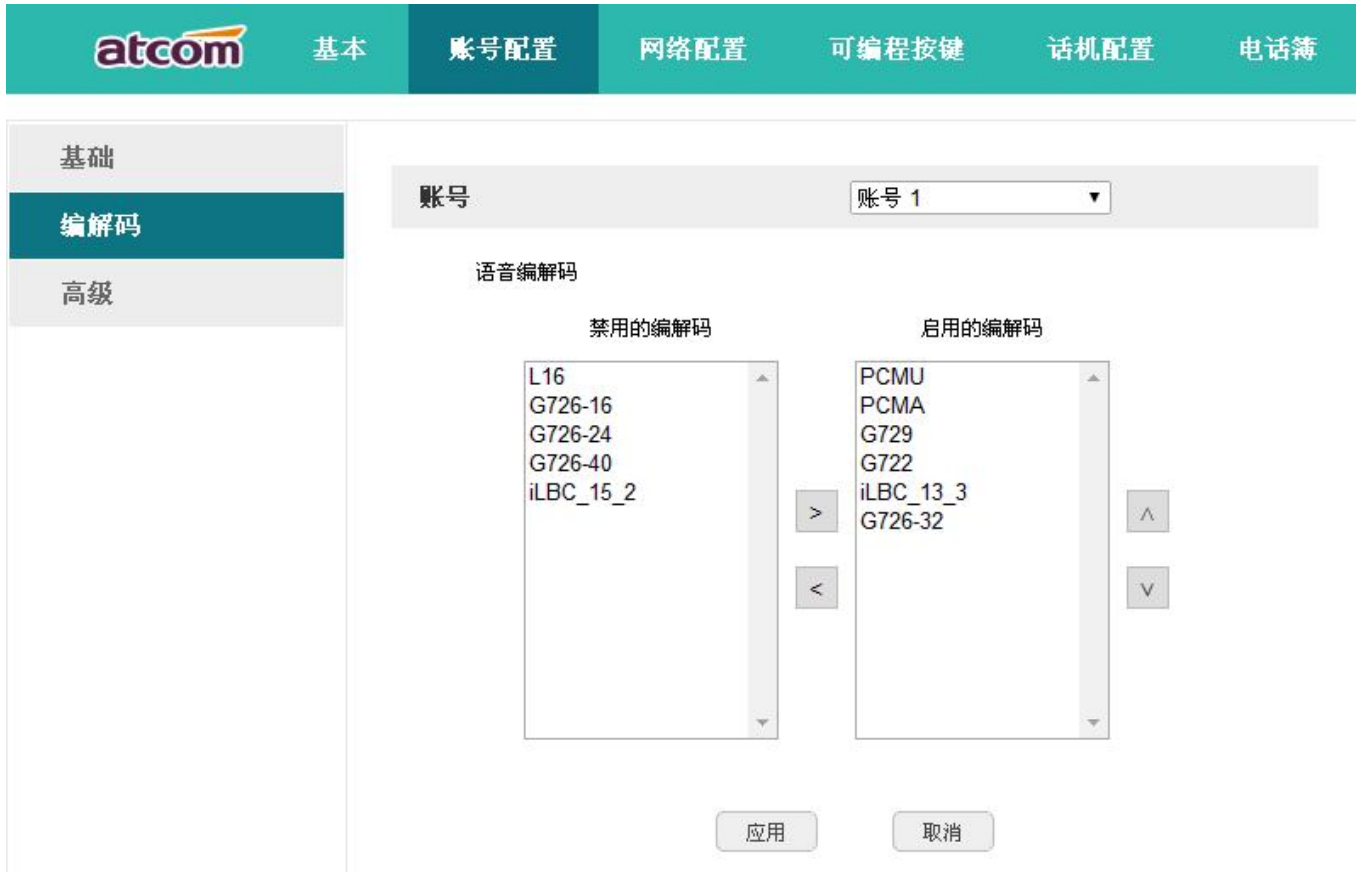 atcom 基本 账号配置 网络配置 可编程按键 话机配置 电话簿
基础
编解码
高级
账号 账号 1
语音编解码
禁用的编解码 启用的编解码
L16 PCMU
G726-16 PCMA
G726-24 G729
G726-40 G722
iLBC_15_2 iLBC_13_3
G726-32
> ∧
< ∨
应用 取消